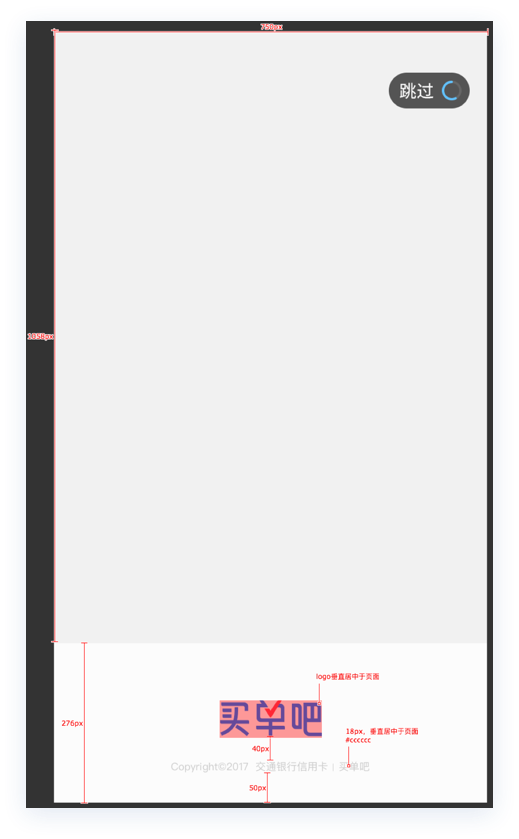 750px
跳过
1058px
logo垂直居中于页面
276px
买单吧
18px，垂直居中于页面
#cccccc
40px
Copyright©2017 交通银行信用卡 | 买单吧
50px